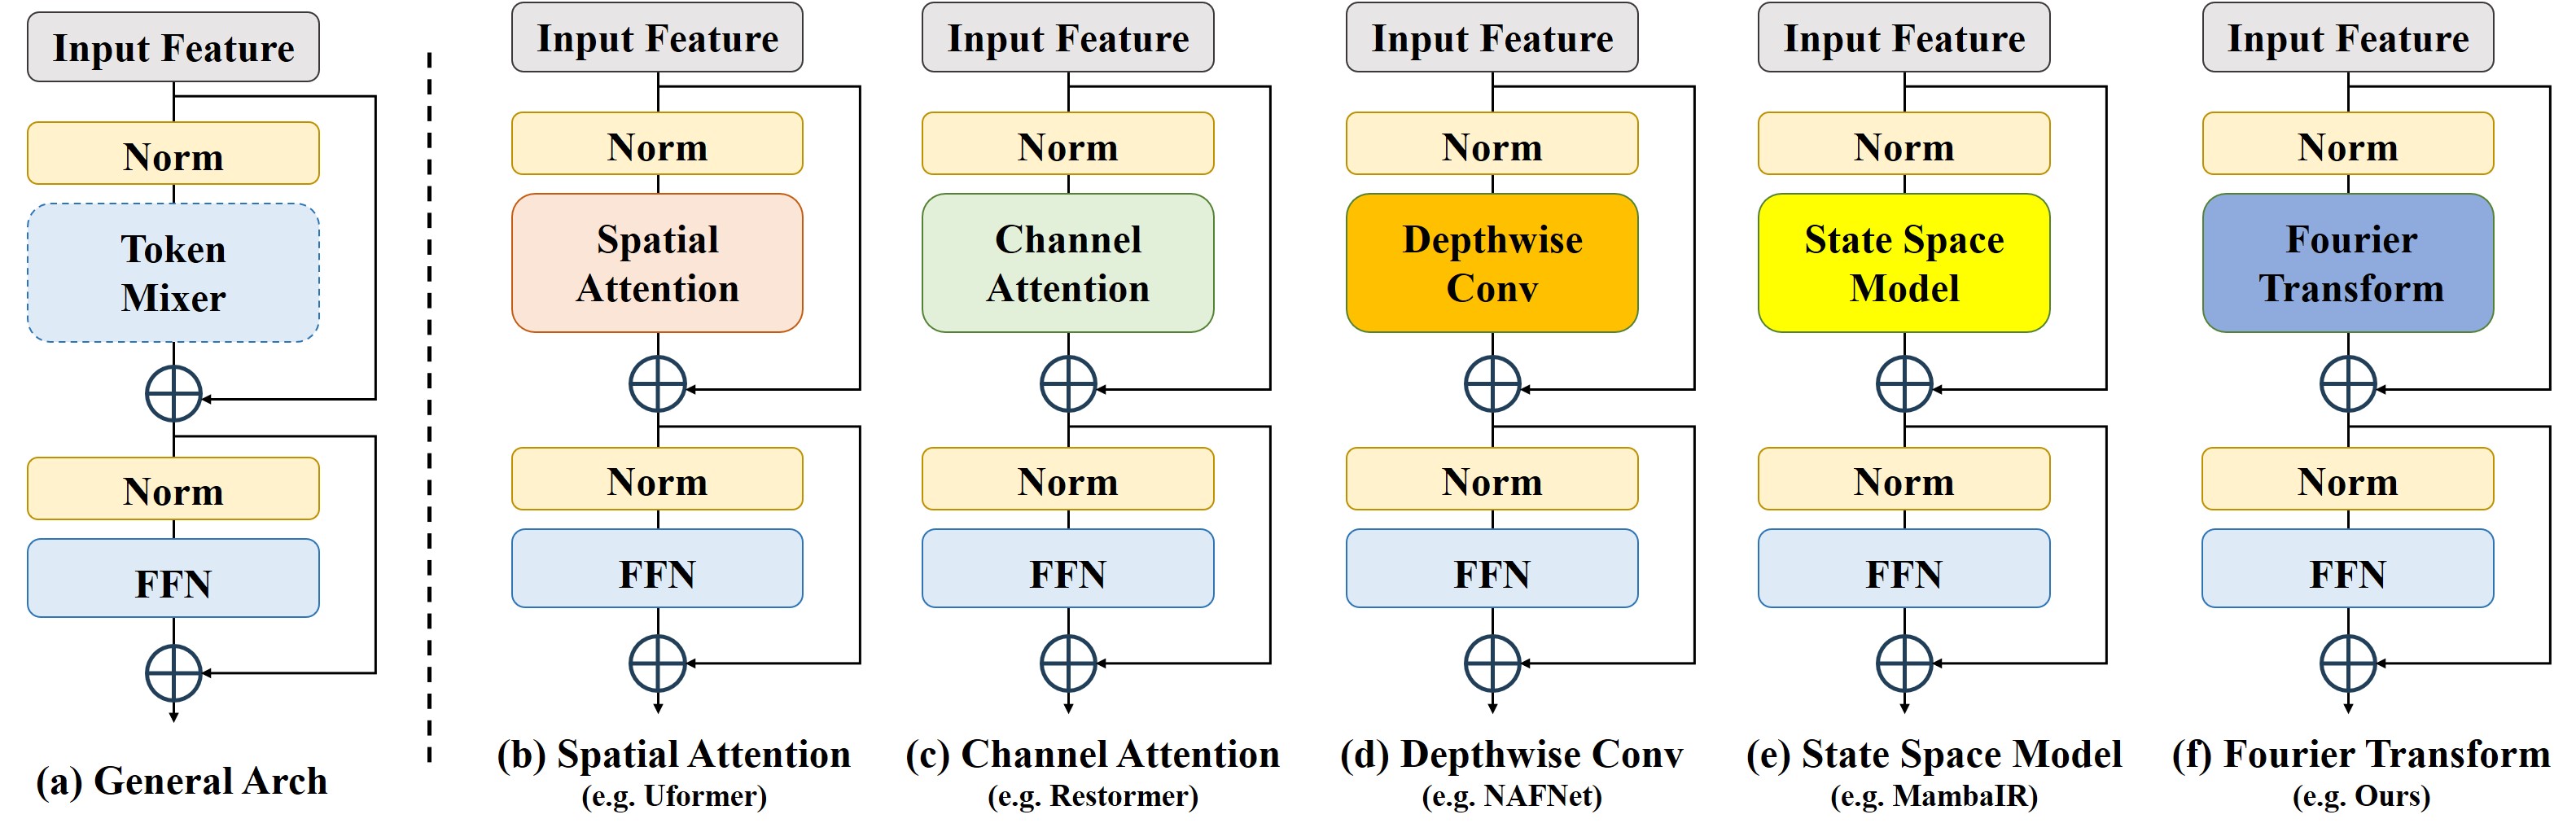 Input Feature
Norm
Token
Mixer
Norm
FFN
(a) General Arch
Input Feature
Norm
Spatial
Attention
Norm
FFN
(b) Spatial Attention
(e.g. Uformer)
Input Feature
Norm
Channel
Attention
Norm
FFN
(c) Channel Attention
(e.g. Restormer)
Input Feature
Norm
Depthwise
Conv
Norm
FFN
(d) Depthwise Conv
(e.g. NAFNet)
Input Feature
Norm
State Space
Model
Norm
FFN
(e) State Space Model
(e.g. MambaIR)
Input Feature
Norm
Fourier
Transform
Norm
FFN
(f) Fourier Transform
(e.g. Ours)